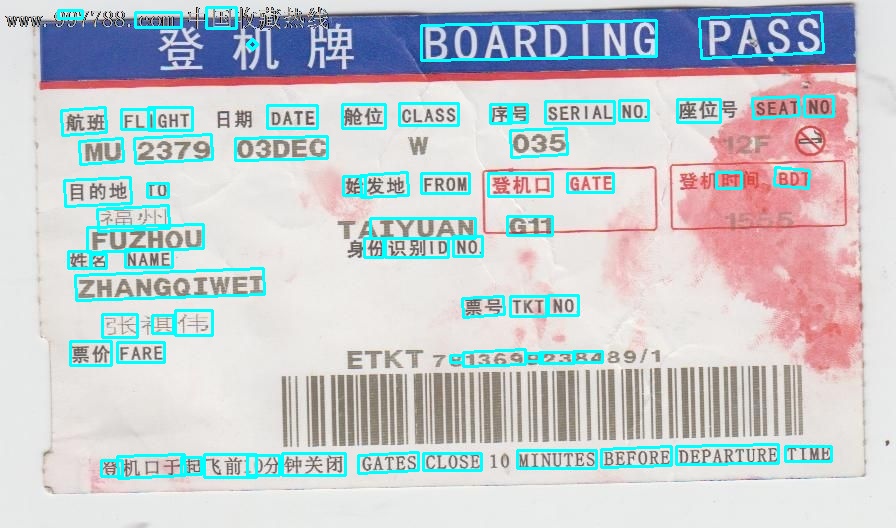 www.997788.com 中国收藏热线
登机牌 BOARDING PASS
航班 FLIGHT 日期 DATE 舱位 CLASS 序号 SERIAL NO. 座位号 SEAT NO
MU 2379 03DEC W 035 12F
目的地 TO 始发地 FROM 登机口 GATE 登机时间 BDT
福州
FUZHOU TAIYUAN G11
姓名 NAME 身份识别ID NO.
ZHANGQIWEI
张祺伟 票号 TKT NO
票价 FARE
ETKT
登机口于起飞前10分钟关闭 GATES CLOSE 10 MINUTES BEFORE DEPARTURE TIME